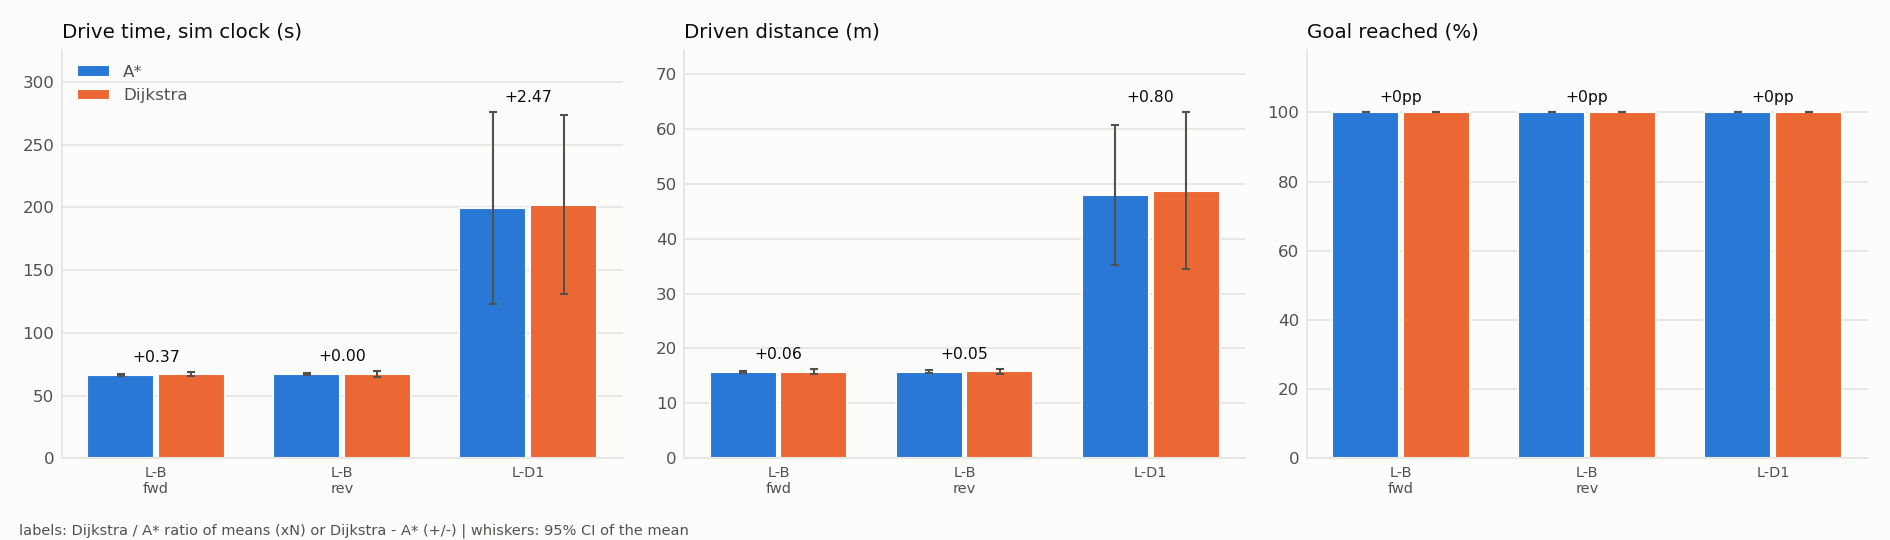 Drive time, sim clock (s)
A*
Dijkstra
300
250
200
150
100
50
0
+0.37
+0.00
+2.47
L-B
fwd
L-B
rev
L-D1
Driven distance (m)
70
60
50
40
30
20
10
0
+0.06
+0.05
+0.80
L-B
fwd
L-B
rev
L-D1
Goal reached (%)
100
80
60
40
20
0
+0pp
+0pp
+0pp
L-B
fwd
L-B
rev
L-D1
labels: Dijkstra / A* ratio of means (xN) or Dijkstra - A* (+/-) | whiskers: 95% CI of the mean